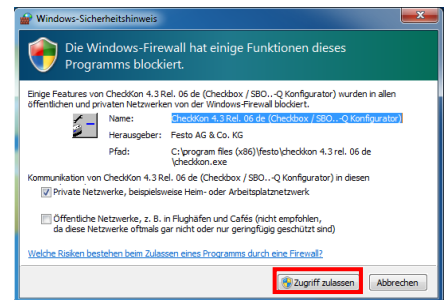 Windows-Sicherheitshinweis
Die Windows-Firewall hat einige Funktionen dieses
Programms blockiert.
Einige Features von CheckKon 4.3 Rel. 06 de (Checkbox / SBO..-Q Konfigurator) wurden in allen
öffentlichen und privaten Netzwerken von der Windows-Firewall blockiert.
Name: CheckKon 4.3 Rel. 06 de (Checkbox / SBO..-Q Konfigurator)
Herausgeber: Festo AG & Co. KG
Pfad: C:\program files (x86)\festo\checkkon 4.3 rel. 06 de
\checkkon.exe
Kommunikation von CheckKon 4.3 Rel. 06 de (Checkbox / SBO..-Q Konfigurator) in diesen
Private Netzwerke, beispielsweise Heim- oder Arbeitsplatznetzwerk
Öffentliche Netzwerke, z. B. in Flughäfen und Cafés (nicht empfohlen,
da diese Netzwerke oftmals gar nicht oder nur geringfügig geschützt sind)
Welche Risiken bestehen beim Zulassen eines Programms durch eine Firewall?
Zugriff zulassen Abbrechen